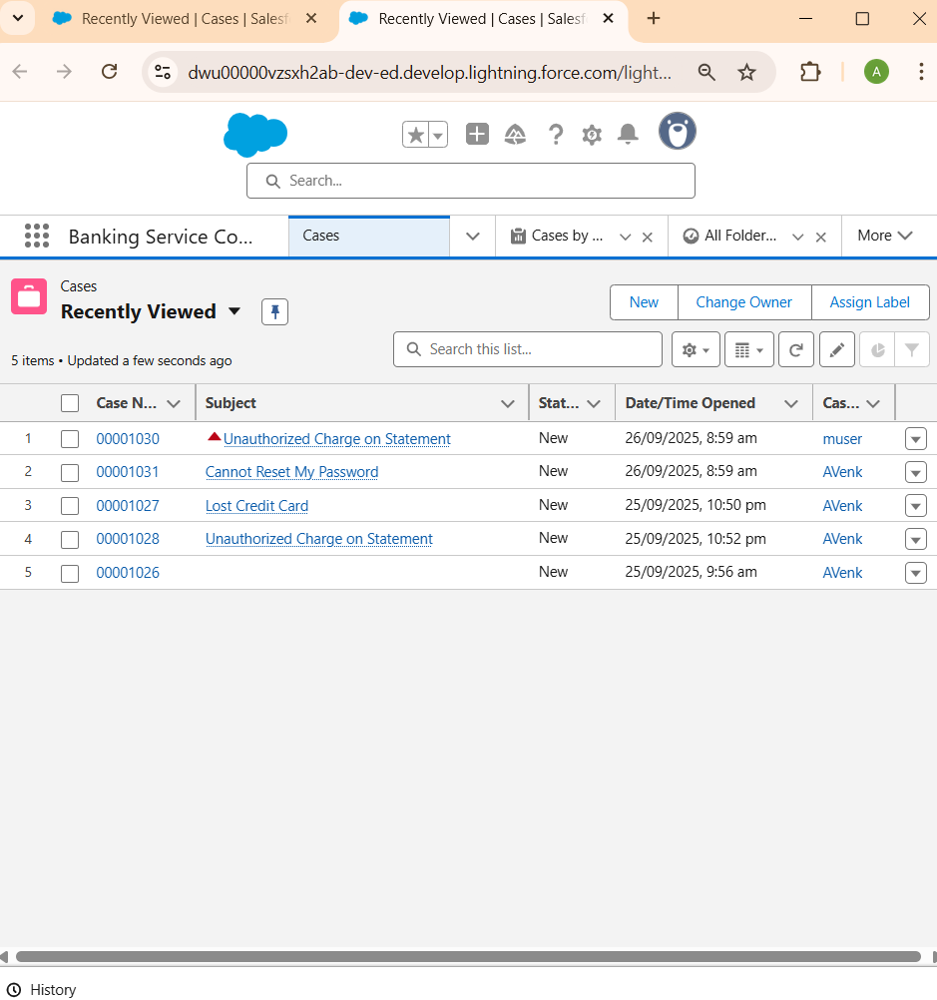 Recently Viewed | Cases | Salesf
Recently Viewed | Cases | Salesf
dwu00000vzsxh2ab-dev-ed.develop.lightning.force.com/light...
A
Search...
Banking Service Co...
Cases
Cases by ...
All Folder...
More
Cases
Recently Viewed
New
Change Owner
Assign Label
5 items • Updated a few seconds ago
Search this list...
Case N... Subject Stat... Date/Time Opened Cas...
1 00001030 Unauthorized Charge on Statement New 26/09/2025, 8:59 am muser
2 00001031 Cannot Reset My Password New 26/09/2025, 8:59 am AVenk
3 00001027 Lost Credit Card New 25/09/2025, 10:50 pm AVenk
4 00001028 Unauthorized Charge on Statement New 25/09/2025, 10:52 pm AVenk
5 00001026 New 25/09/2025, 9:56 am AVenk
History